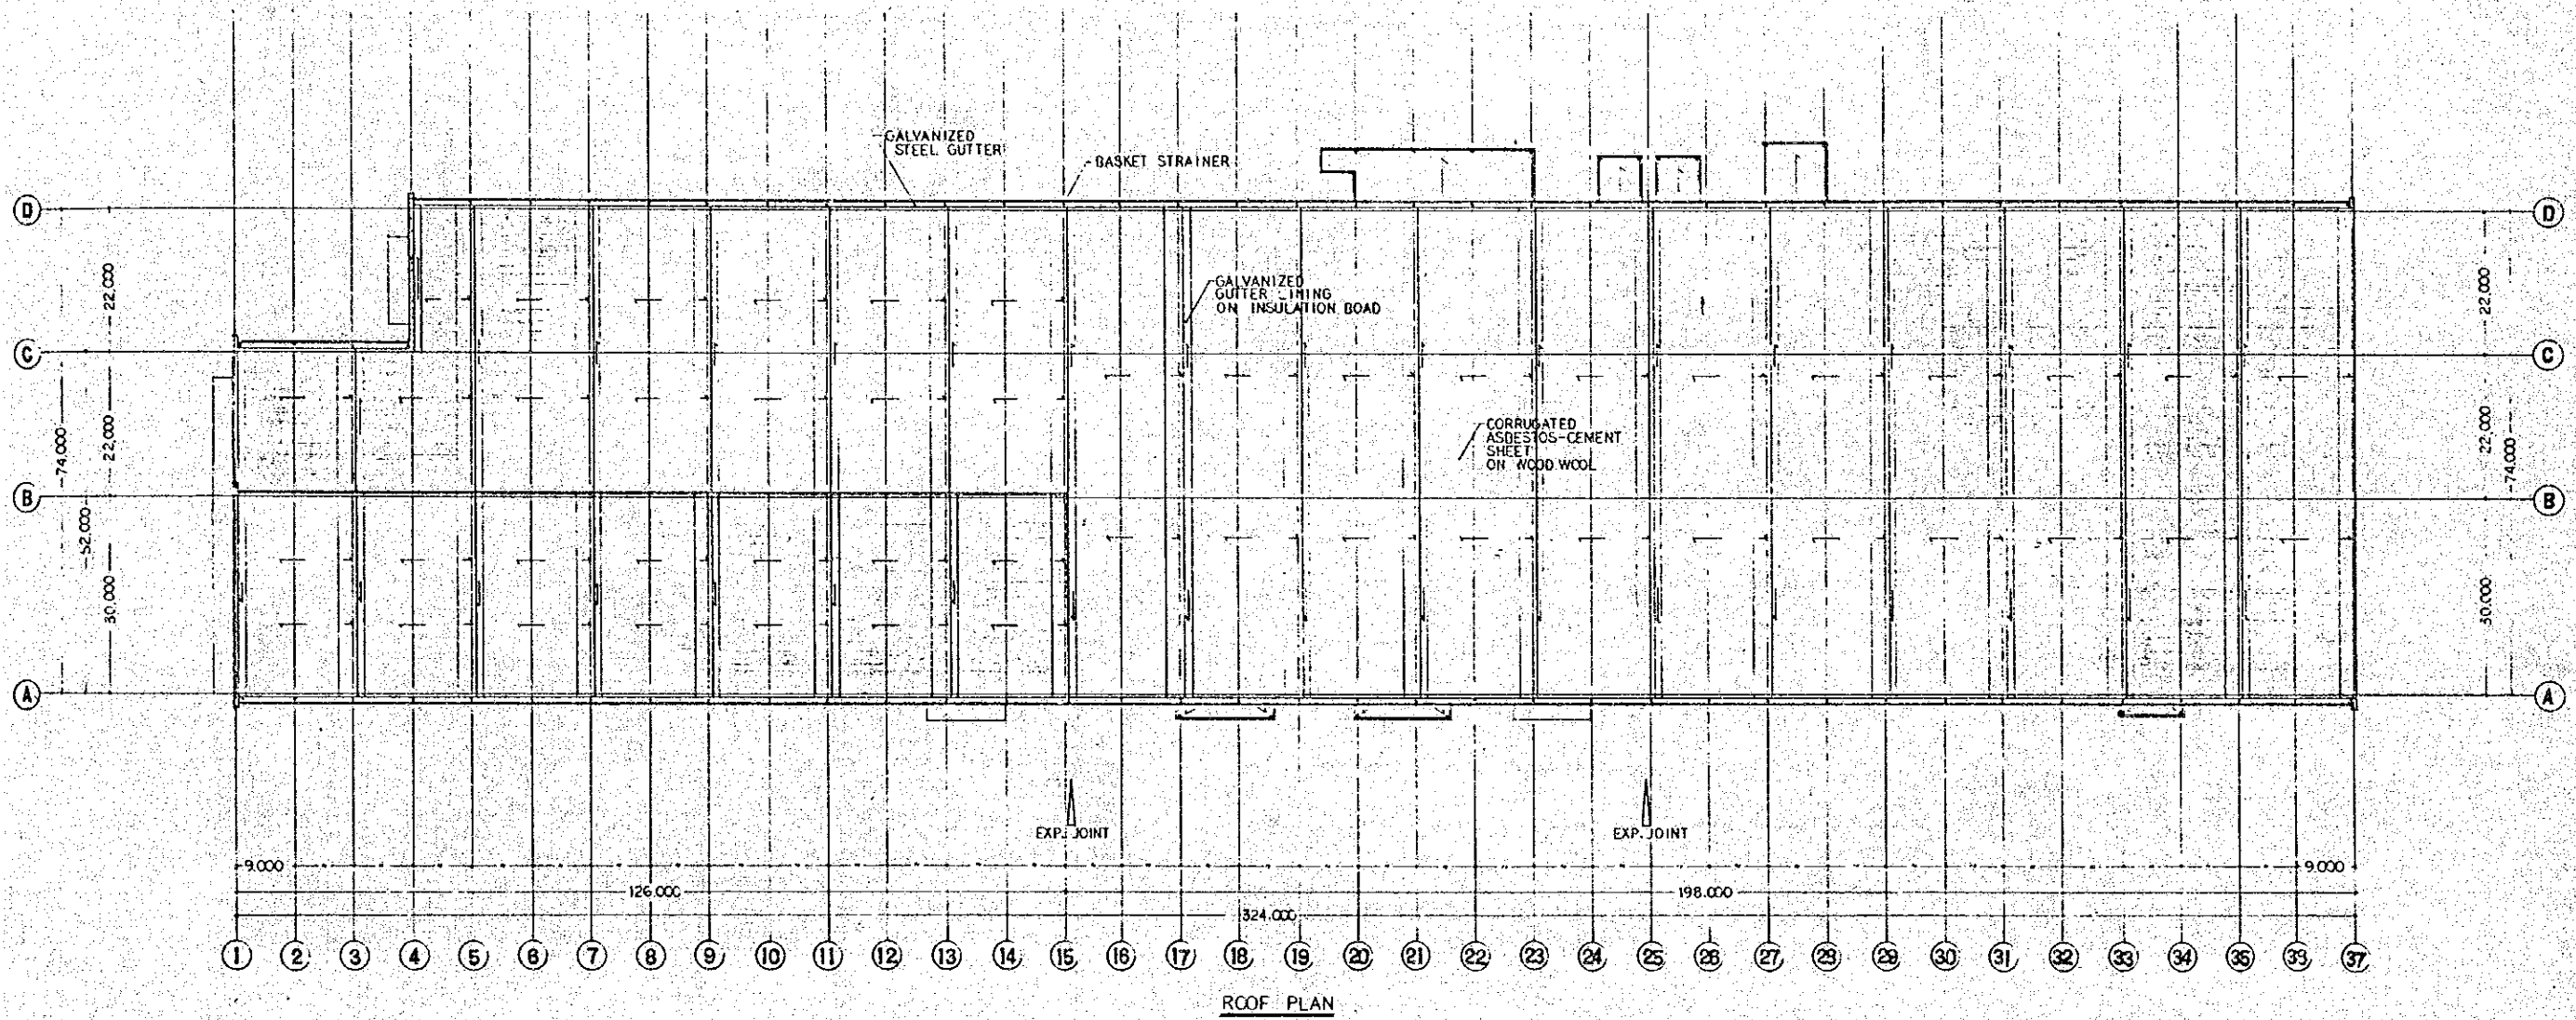 GALVANIZED
STEEL GUTTER
BASKET STRAINER
D
D
22.000
22.000
GALVANIZED
GUTTER LINING
ON INSULATION BOAD
C
C
74.000
22.000
22.000
74.000
CORRUGATED
ASBESTOS-CEMENT
SHEET
ON WOOD WOOL
B
B
52.000
30.000
30.000
A
A
EXP. JOINT
EXP. JOINT
9.000
9.000
126.000
198.000
324.000
1 2 3 4 5 6 7 8 9 10 11 12 13 14 15 16 17 18 19 20 21 22 23 24 25 26 27 28 29 30 31 32 33 34 35 36 37
ROOF PLAN